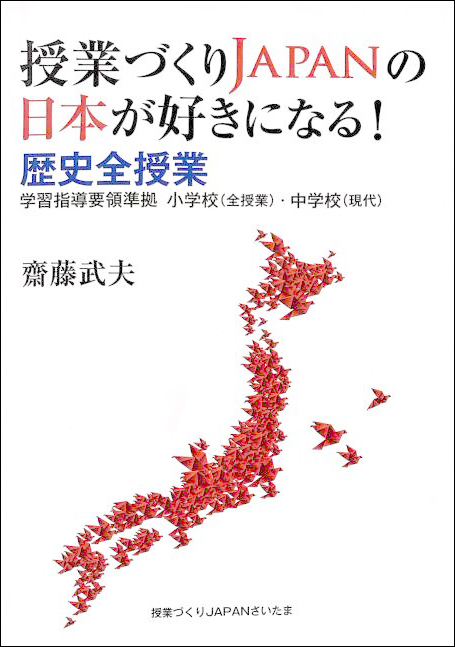 授業づくりJAPANの
日本が好きになる!
歴史全授業
学習指導要領準拠 小学校(全授業)・中学校(現代)
齋藤武夫
授業づくりJAPANさいたま